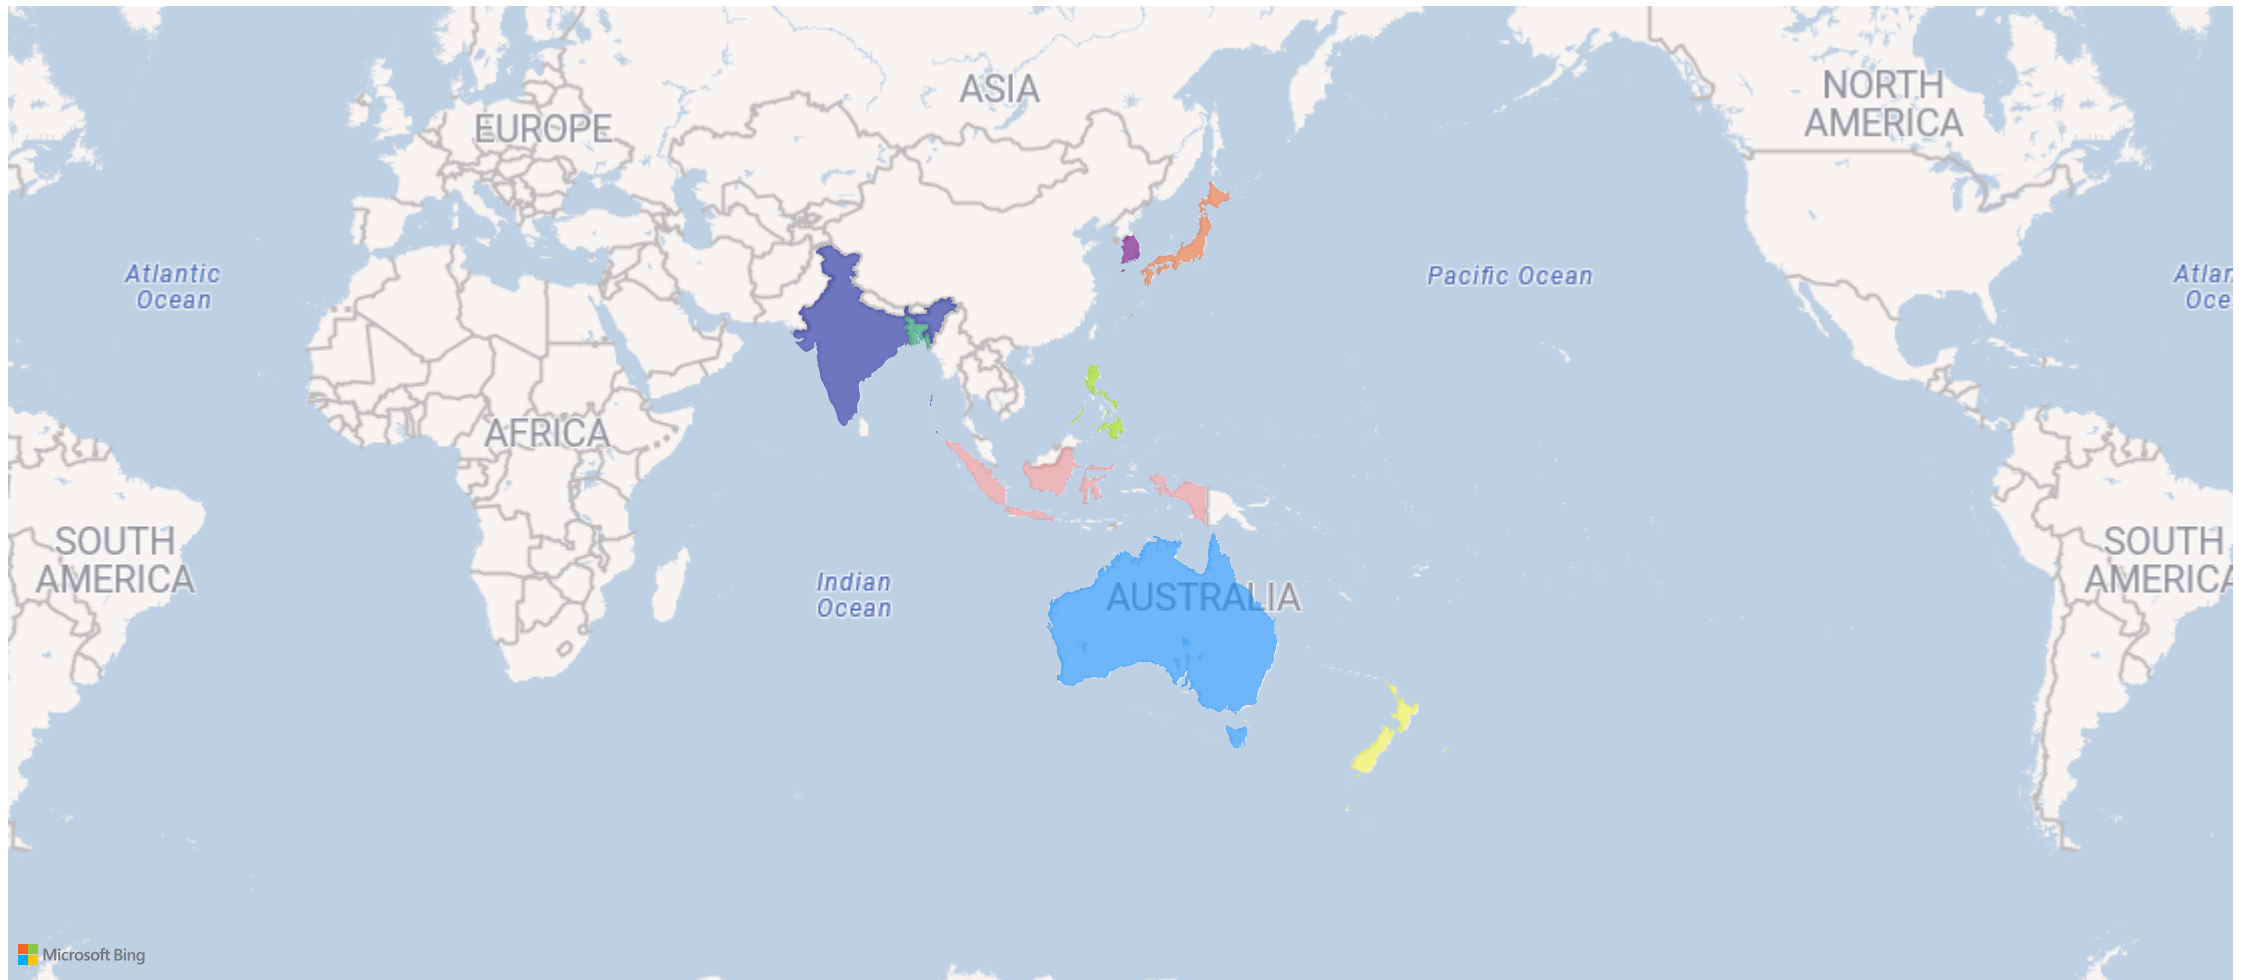 ASIA
NORTH
AMERICA
EUROPE
Atlantic
Ocean
Pacific Ocean
Atlan
Oce
AFRICA
SOUTH
AMERICA
Indian
Ocean
AUSTRALIA
SOUTH
AMERICA
Microsoft Bing